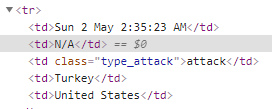 ▼<tr>
<td>Sun 2 May 2:35:23 AM</td>
<td>N/A</td> == $0
<td class="type_attack">attack</td>
<td>Turkey</td>
<td>United States</td>
</tr>